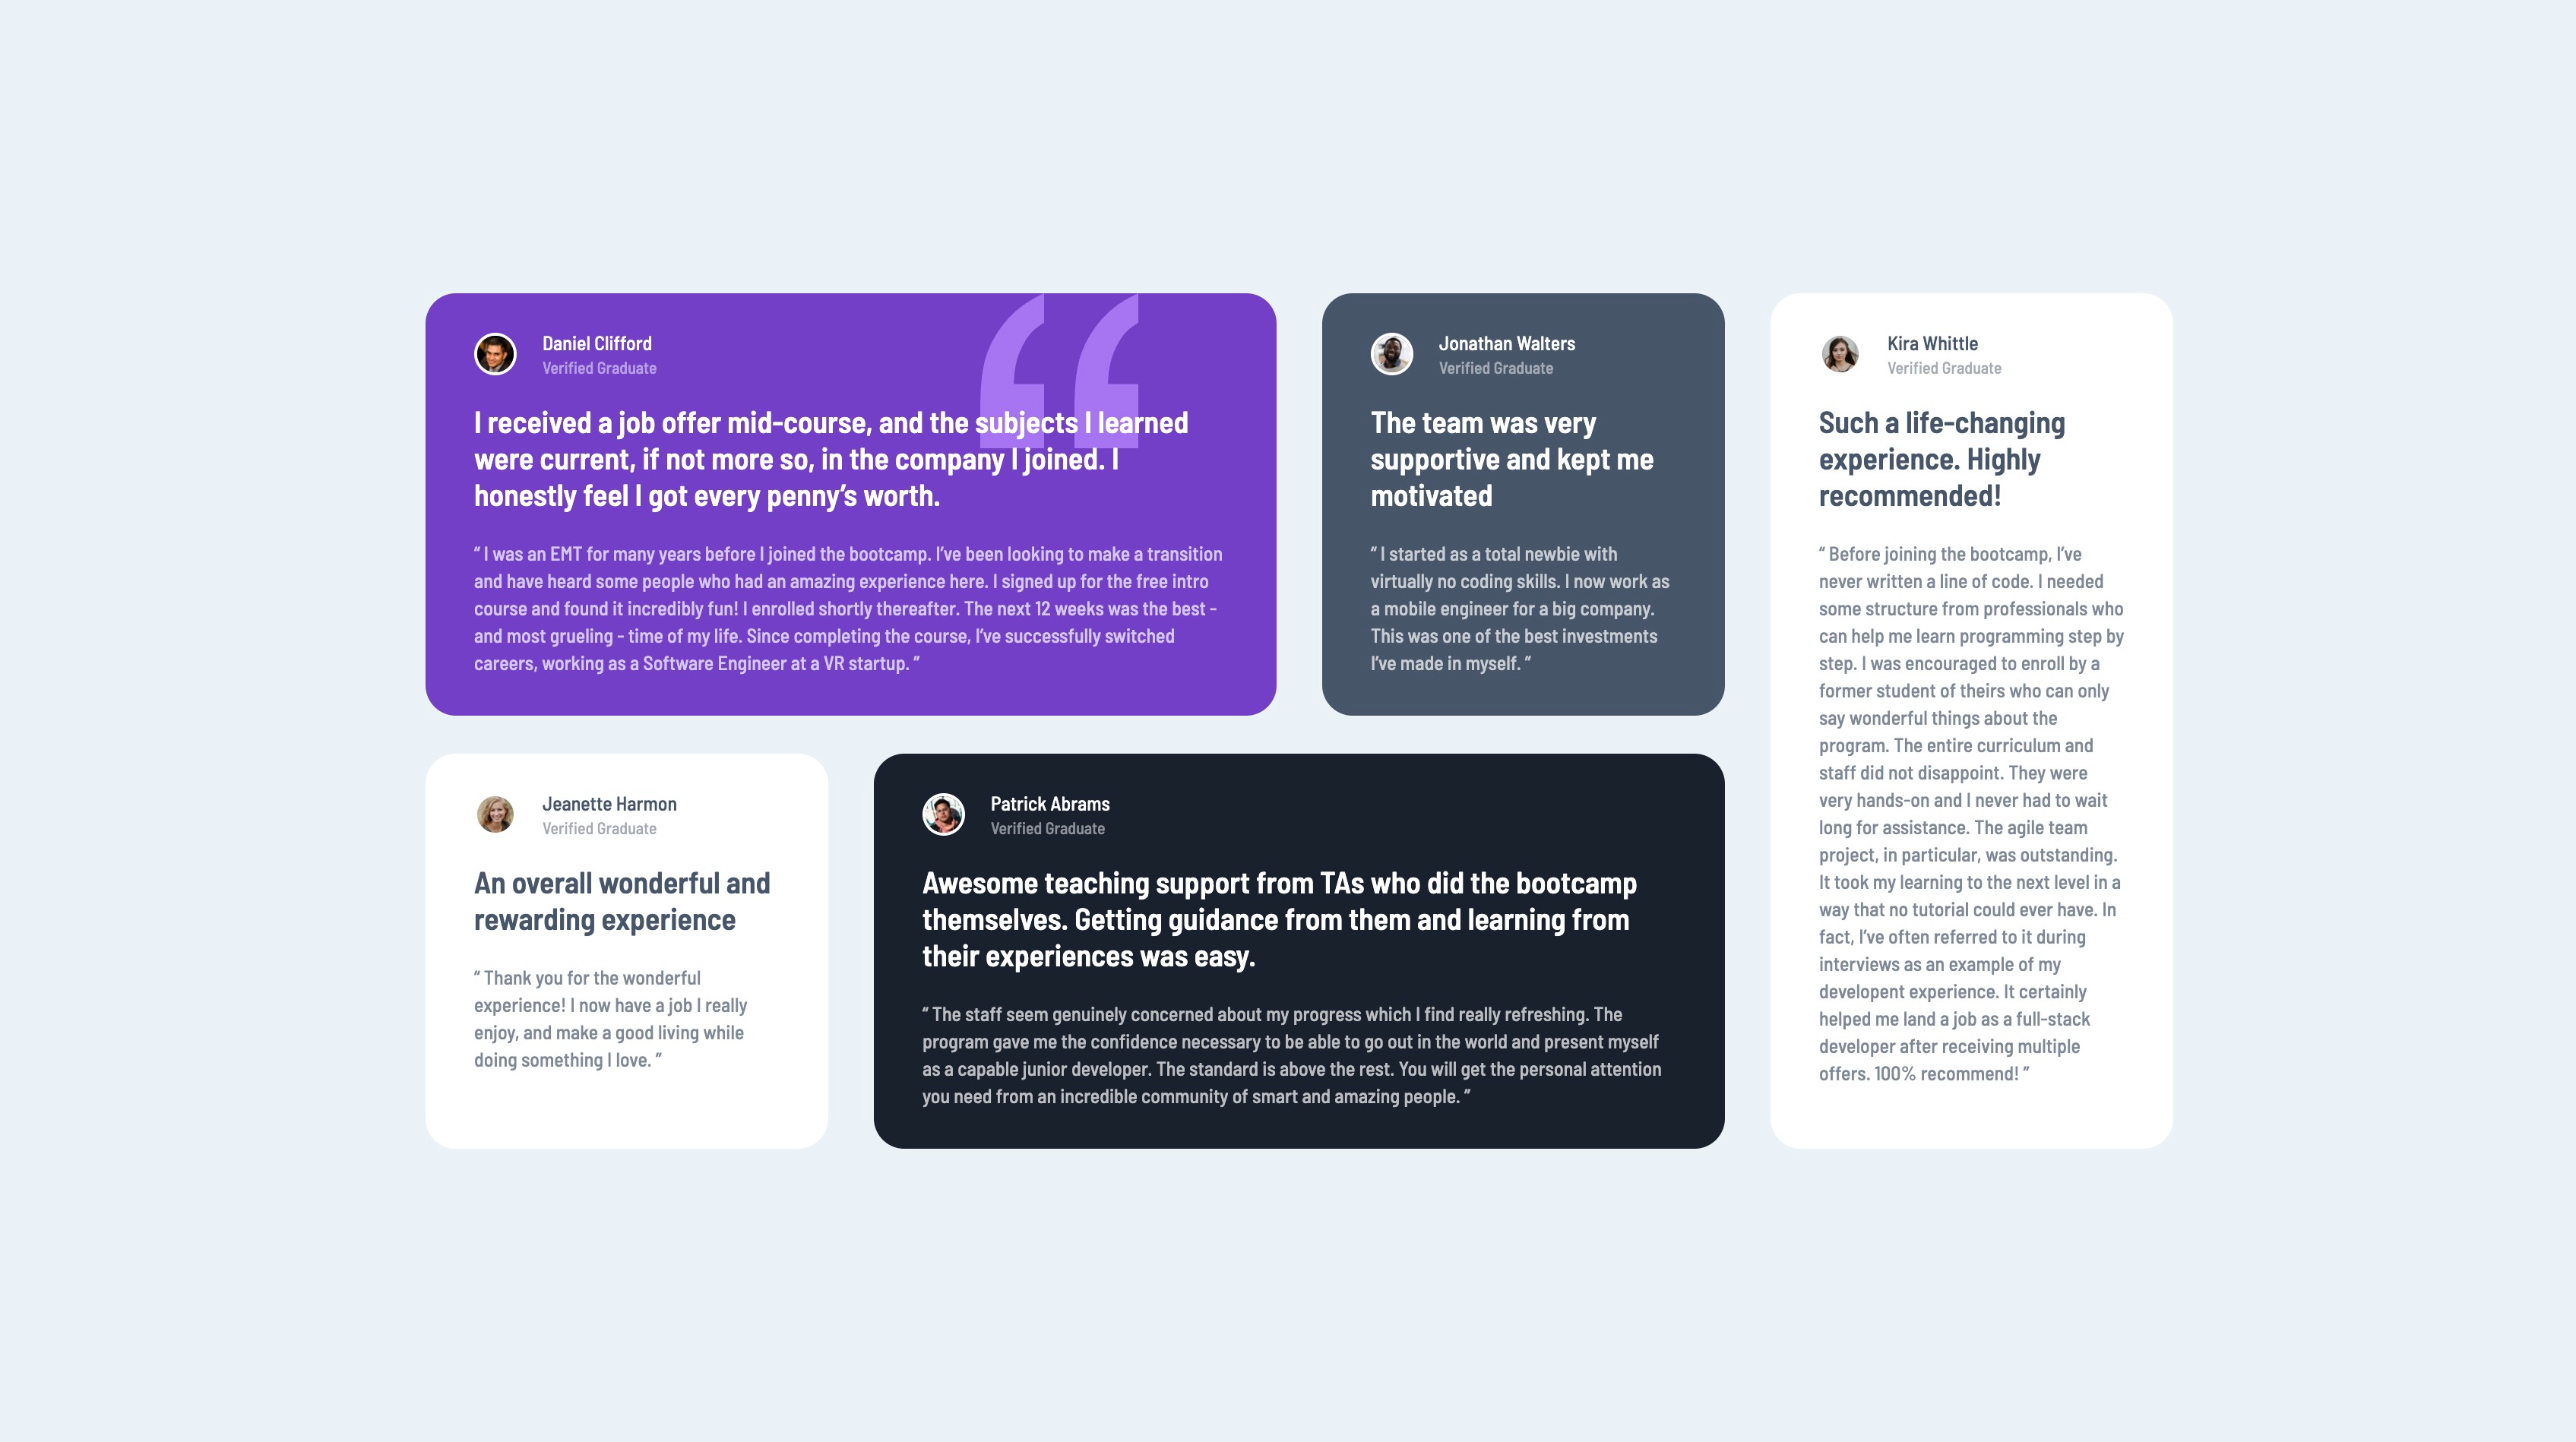 Daniel Clifford
Verified Graduate
I received a job offer mid-course, and the subjects I learned
were current, if not more so, in the company I joined. I
honestly feel I got every penny’s worth.
“ I was an EMT for many years before I joined the bootcamp. I’ve been looking to make a transition
and have heard some people who had an amazing experience here. I signed up for the free intro
course and found it incredibly fun! I enrolled shortly thereafter. The next 12 weeks was the best -
and most grueling - time of my life. Since completing the course, I’ve successfully switched
careers, working as a Software Engineer at a VR startup. ”
Jonathan Walters
Verified Graduate
The team was very
supportive and kept me
motivated
“ I started as a total newbie with
virtually no coding skills. I now work as
a mobile engineer for a big company.
This was one of the best investments
I’ve made in myself. ”
Kira Whittle
Verified Graduate
Such a life-changing
experience. Highly
recommended!
“ Before joining the bootcamp, I’ve
never written a line of code. I needed
some structure from professionals who
can help me learn programming step by
step. I was encouraged to enroll by a
former student of theirs who can only
say wonderful things about the
program. The entire curriculum and
staff did not disappoint. They were
very hands-on and I never had to wait
long for assistance. The agile team
project, in particular, was outstanding.
It took my learning to the next level in a
way that no tutorial could ever have. In
fact, I’ve often referred to it during
interviews as an example of my
developent experience. It certainly
helped me land a job as a full-stack
developer after receiving multiple
offers. 100% recommend! ”
Jeanette Harmon
Verified Graduate
An overall wonderful and
rewarding experience
“ Thank you for the wonderful
experience! I now have a job I really
enjoy, and make a good living while
doing something I love. ”
Patrick Abrams
Verified Graduate
Awesome teaching support from TAs who did the bootcamp
themselves. Getting guidance from them and learning from
their experiences was easy.
“ The staff seem genuinely concerned about my progress which I find really refreshing. The
program gave me the confidence necessary to be able to go out in the world and present myself
as a capable junior developer. The standard is above the rest. You will get the personal attention
you need from an incredible community of smart and amazing people. ”